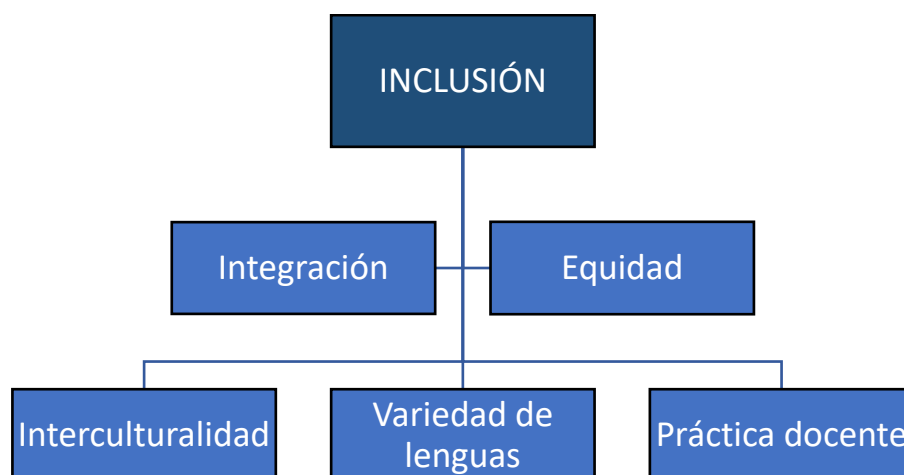 INCLUSIÓN
Integración
Equidad
Interculturalidad
Variedad de
lenguas
Práctica docente